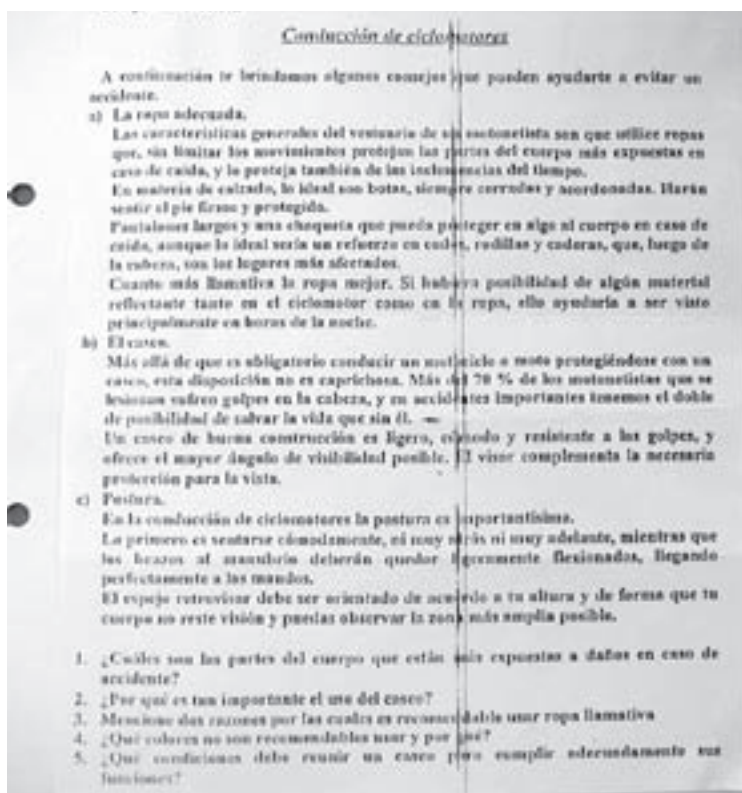 Conducción de ciclomotores
A continuación te brindamos algunos consejos que pueden ayudarte a evitar un
accidente.
a) La ropa adecuada.
Las características generales del vestuario de un motonetista son que utilice ropas
que, sin limitar los movimientos protejan las partes del cuerpo más expuestas en
caso de caída, y lo proteja también de las inclemencias del tiempo.
En materia de calzado, lo ideal son botas, siempre cerradas y acordonadas. Harán
sentir el pie firme y protegido.
Pantalones largos y una chaqueta que pueda proteger en algo al cuerpo en caso de
caída, aunque lo ideal sería un refuerzo en codos, rodillas y caderas, que, luego de
la cabeza, son los lugares más afectados.
Cuanto más llamativa la ropa mejor. Si hubiera posibilidad de algún material
reflectante tanto en el ciclomotor como en la ropa, ello ayudaría a ser visto
principalmente en horas de la noche.
b) El casco.
Más allá de que es obligatorio conducir un motociclo o moto protegiéndose con un
casco, esta disposición no es caprichosa. Más del 70 % de los motonetistas que se
lesionan sufren golpes en la cabeza, y en accidentes importantes tenemos el doble
de posibilidad de salvar la vida que sin él.
Un casco de buena construcción es ligero, cómodo y resistente a los golpes, y
ofrece el mayor ángulo de visibilidad posible. El visor complementa la necesaria
protección para la vista.
c) Postura.
En la conducción de ciclomotores la postura es importantísima.
Lo primero es sentarse cómodamente, ni muy atrás ni muy adelante, mientras que
los brazos al manubrio deberán quedar ligeramente flexionados, llegando
perfectamente a los mandos.
El espejo retrovisor debe ser orientado de acuerdo a tu altura y de forma que tu
cuerpo no reste visión y puedas observar la zona más amplia posible.
1. ¿Cuáles son las partes del cuerpo que están más expuestas a daños en caso de
accidente?
2. ¿Por qué es tan importante el uso del casco?
3. Mencione dos razones por las cuales es recomendable usar ropa llamativa
4. ¿Qué colores no son recomendables usar y por qué?
5. ¿Qué condiciones debe reunir un casco para cumplir adecuadamente sus
funciones?